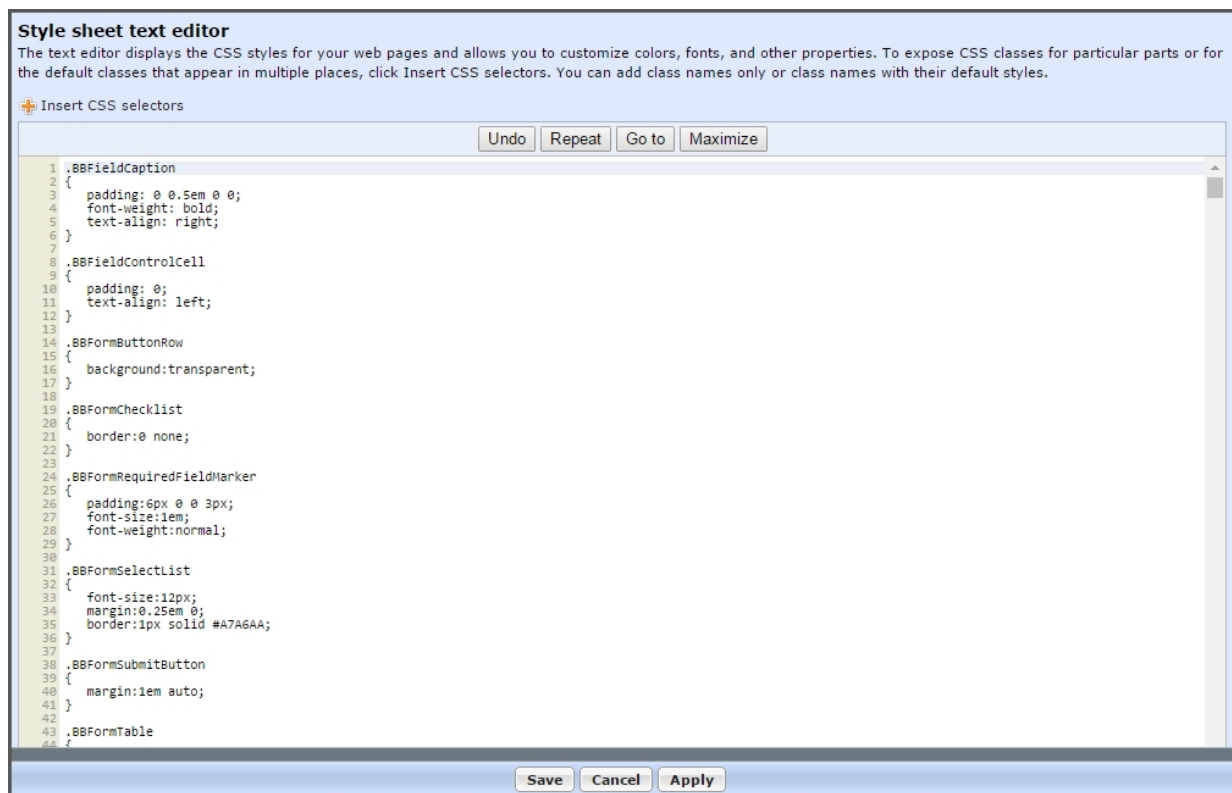 Style sheet text editor
The text editor displays the CSS styles for your web pages and allows you to customize colors, fonts, and other properties. To expose CSS classes for particular parts or for
the default classes that appear in multiple places, click Insert CSS selectors. You can add class names only or class names with their default styles.
Insert CSS selectors
Undo Repeat Go to Maximize
1 .BBFieldCaption
2 {
3 padding: 0 0.5em 0 0;
4 font-weight: bold;
5 text-align: right;
6 }
7
8 .BBFieldControlCell
9 {
10 padding: 0;
11 text-align: left;
12 }
13
14 .BBFormButtonRow
15 {
16 background:transparent;
17 }
18
19 .BBFormChecklist
20 {
21 border:0 none;
22 }
23
24 .BBFormRequiredFieldMarker
25 {
26 padding:6px 0 0 3px;
27 font-size:1em;
28 font-weight:normal;
29 }
30
31 .BBFormSelectList
32 {
33 font-size:12px;
34 margin:0.25em 0;
35 border:1px solid #A7A6AA;
36 }
37
38 .BBFormSubmitButton
39 {
40 margin:1em auto;
41 }
42
43 .BBFormTable
44 {
Save Cancel Apply